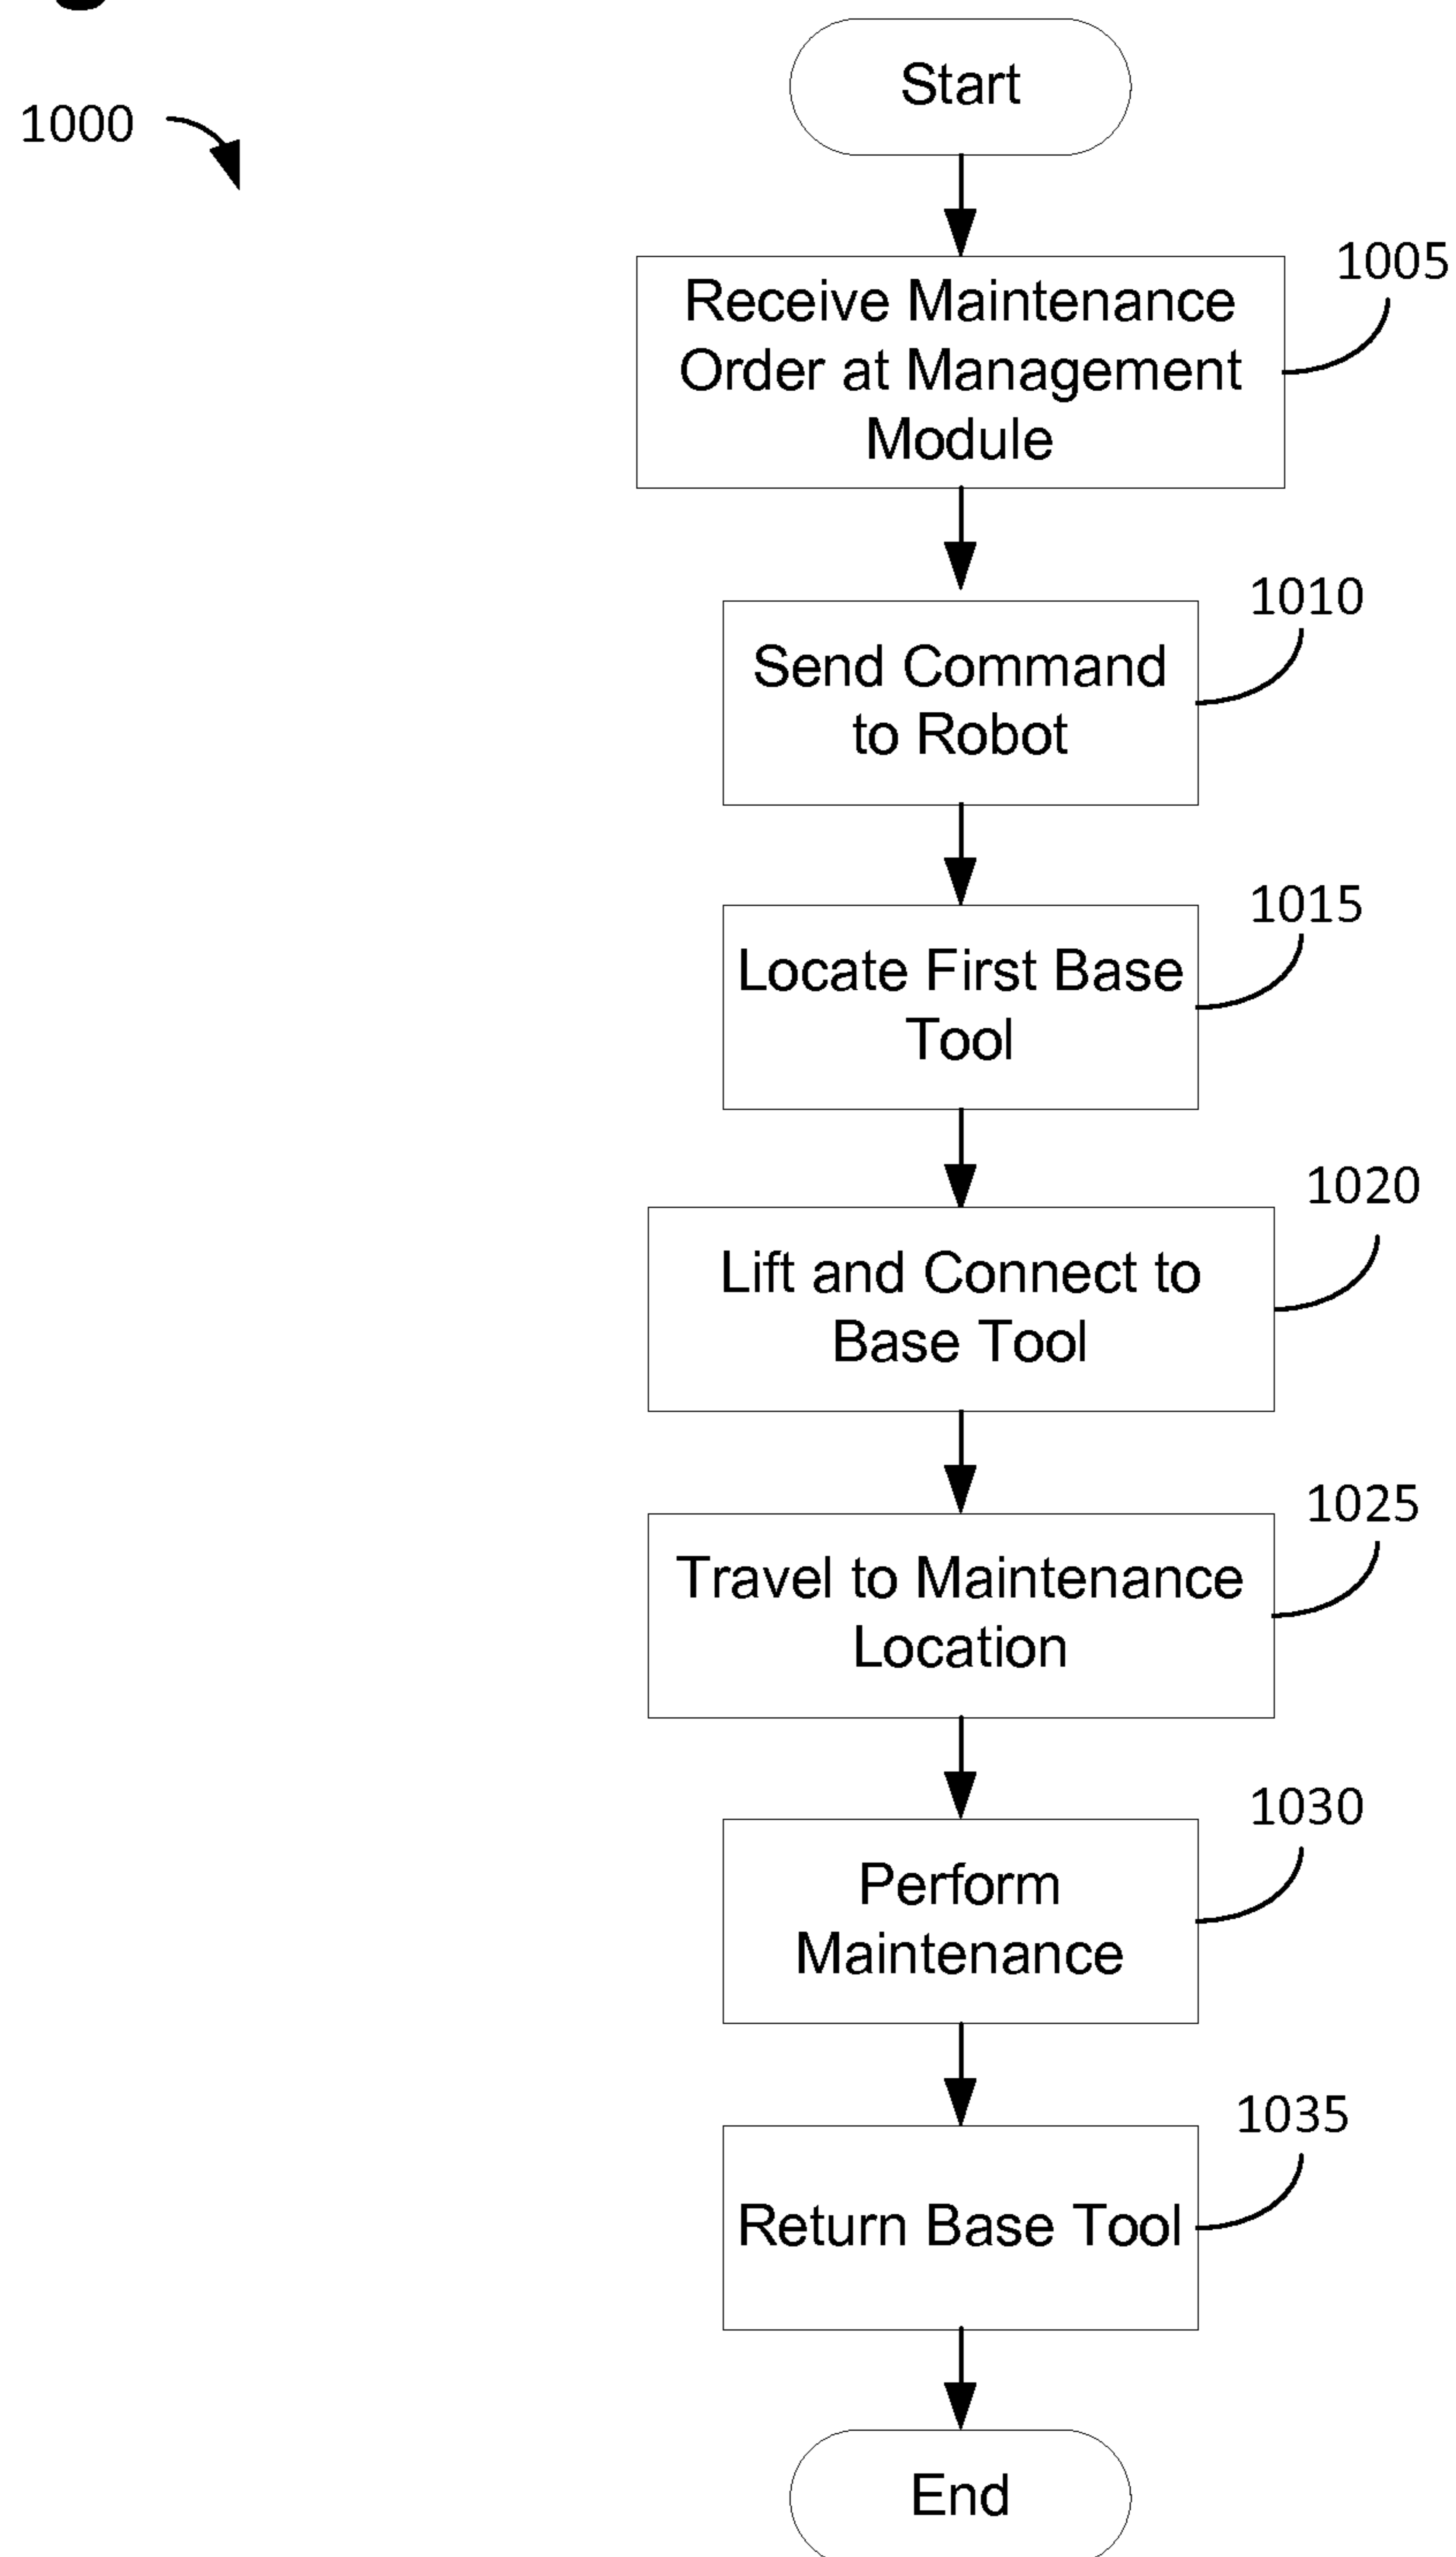 1000
Start
1005
Receive Maintenance
Order at Management
Module
1010
Send Command
to Robot
1015
Locate First Base
Tool
1020
Lift and Connect to
Base Tool
1025
Travel to Maintenance
Location
1030
Perform
Maintenance
1035
Return Base Tool
End